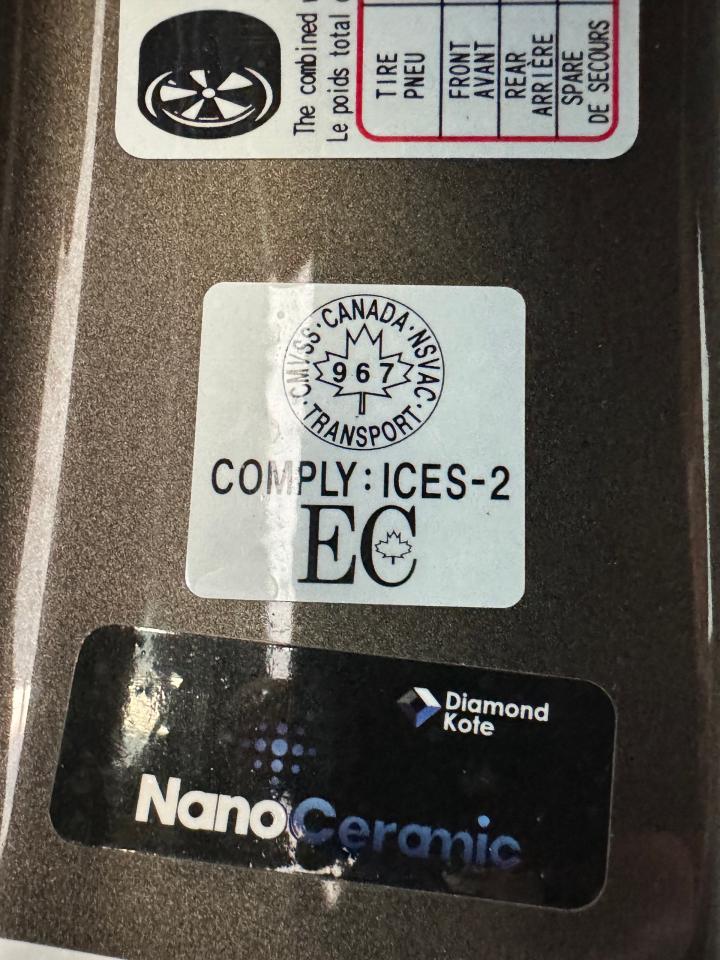 The combined
Le poids total
TIRE
PNEU
FRONT
AVANT
REAR
ARRIÈRE
SPARE
DE SECOURS
·CMVSS·CANADA·NSVAC·
967
TRANSPORT
COMPLY:ICES-2
EC
Diamond
Kote
NanoCeramic